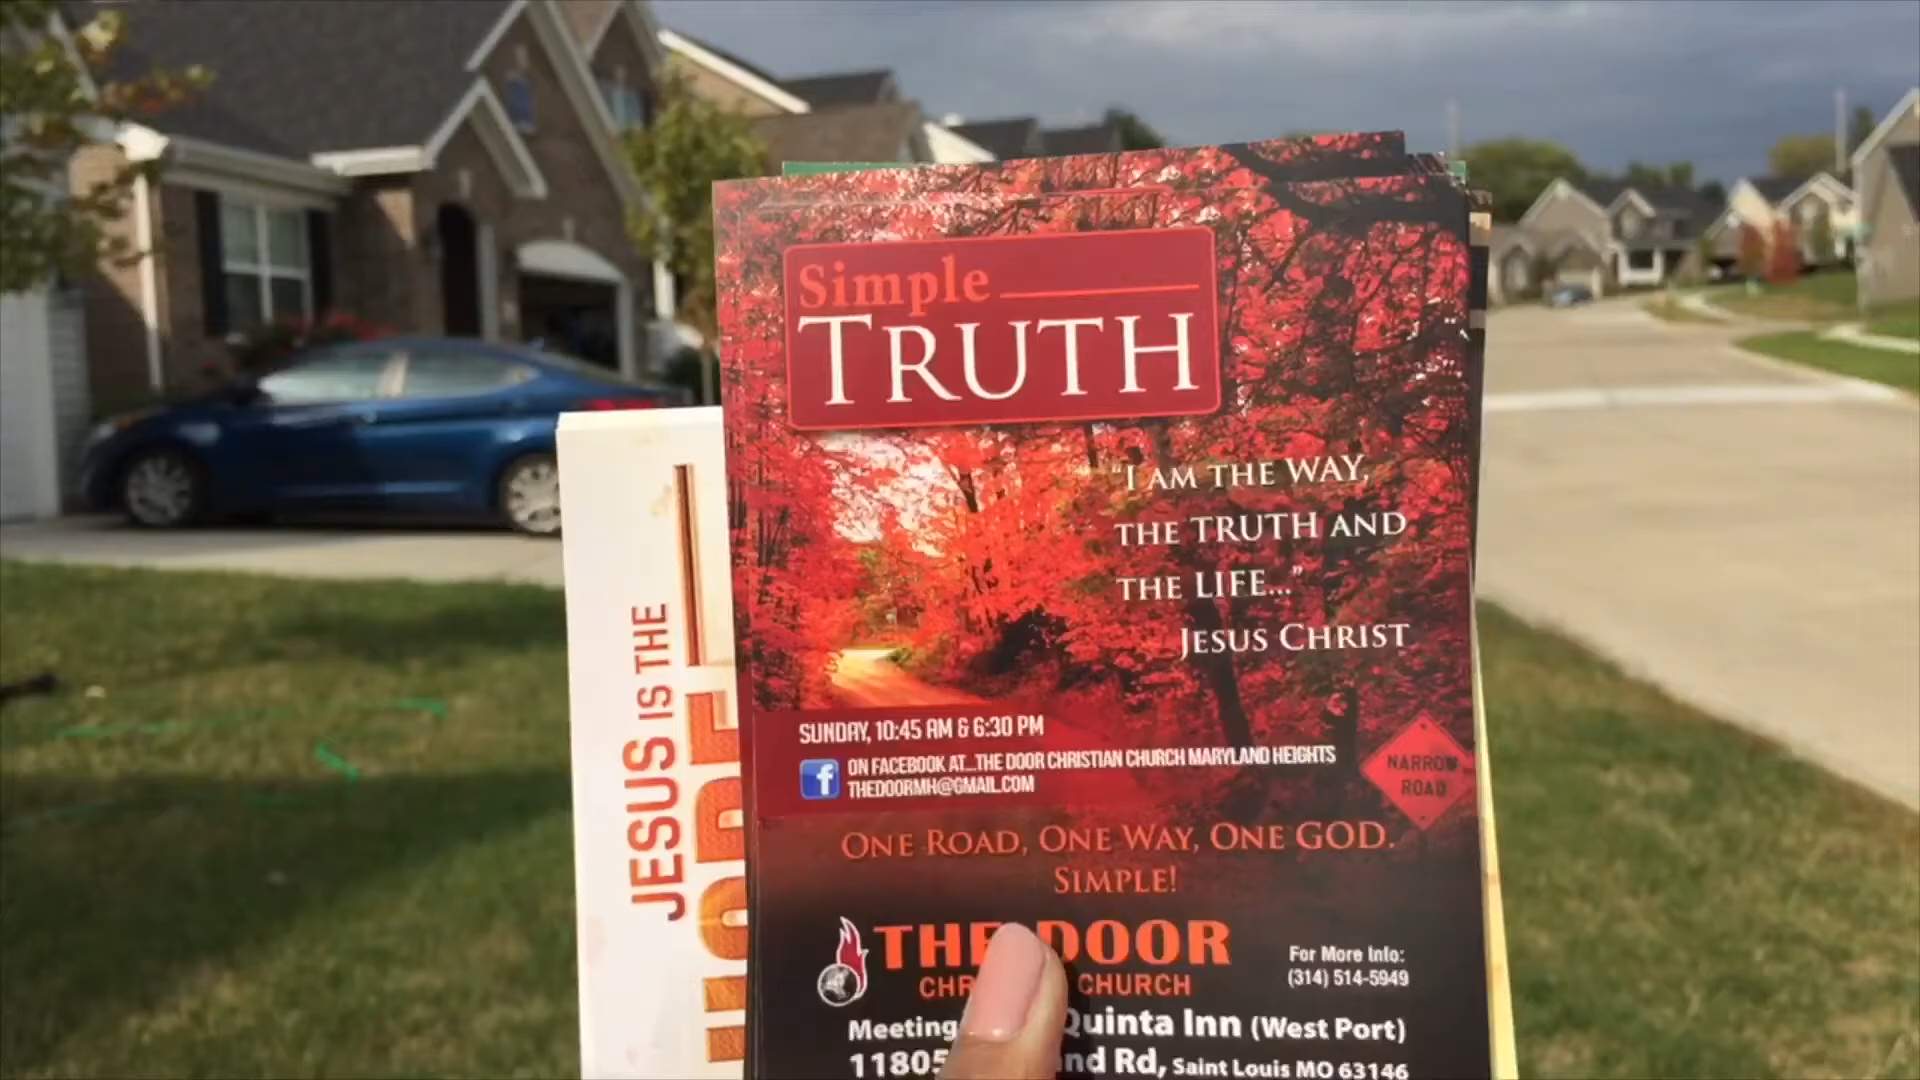 Simple
TRUTH
"I AM THE WAY,
THE TRUTH AND
THE LIFE..."
JESUS CHRIST
SUNDAY, 10:45 AM & 6:30 PM
f ON FACEBOOK AT...THE DOOR CHRISTIAN CHURCH MARYLAND HEIGHTS
THEDOORMH@GMAIL.COM
NARROW
ROAD
ONE ROAD, ONE WAY, ONE GOD.
SIMPLE!
THE DOOR
CHURCH
For More Info:
(314) 514-5949
Meeting Quinta Inn (West Port)
11805 Rd, Saint Louis MO 63146
JESUS IS THE